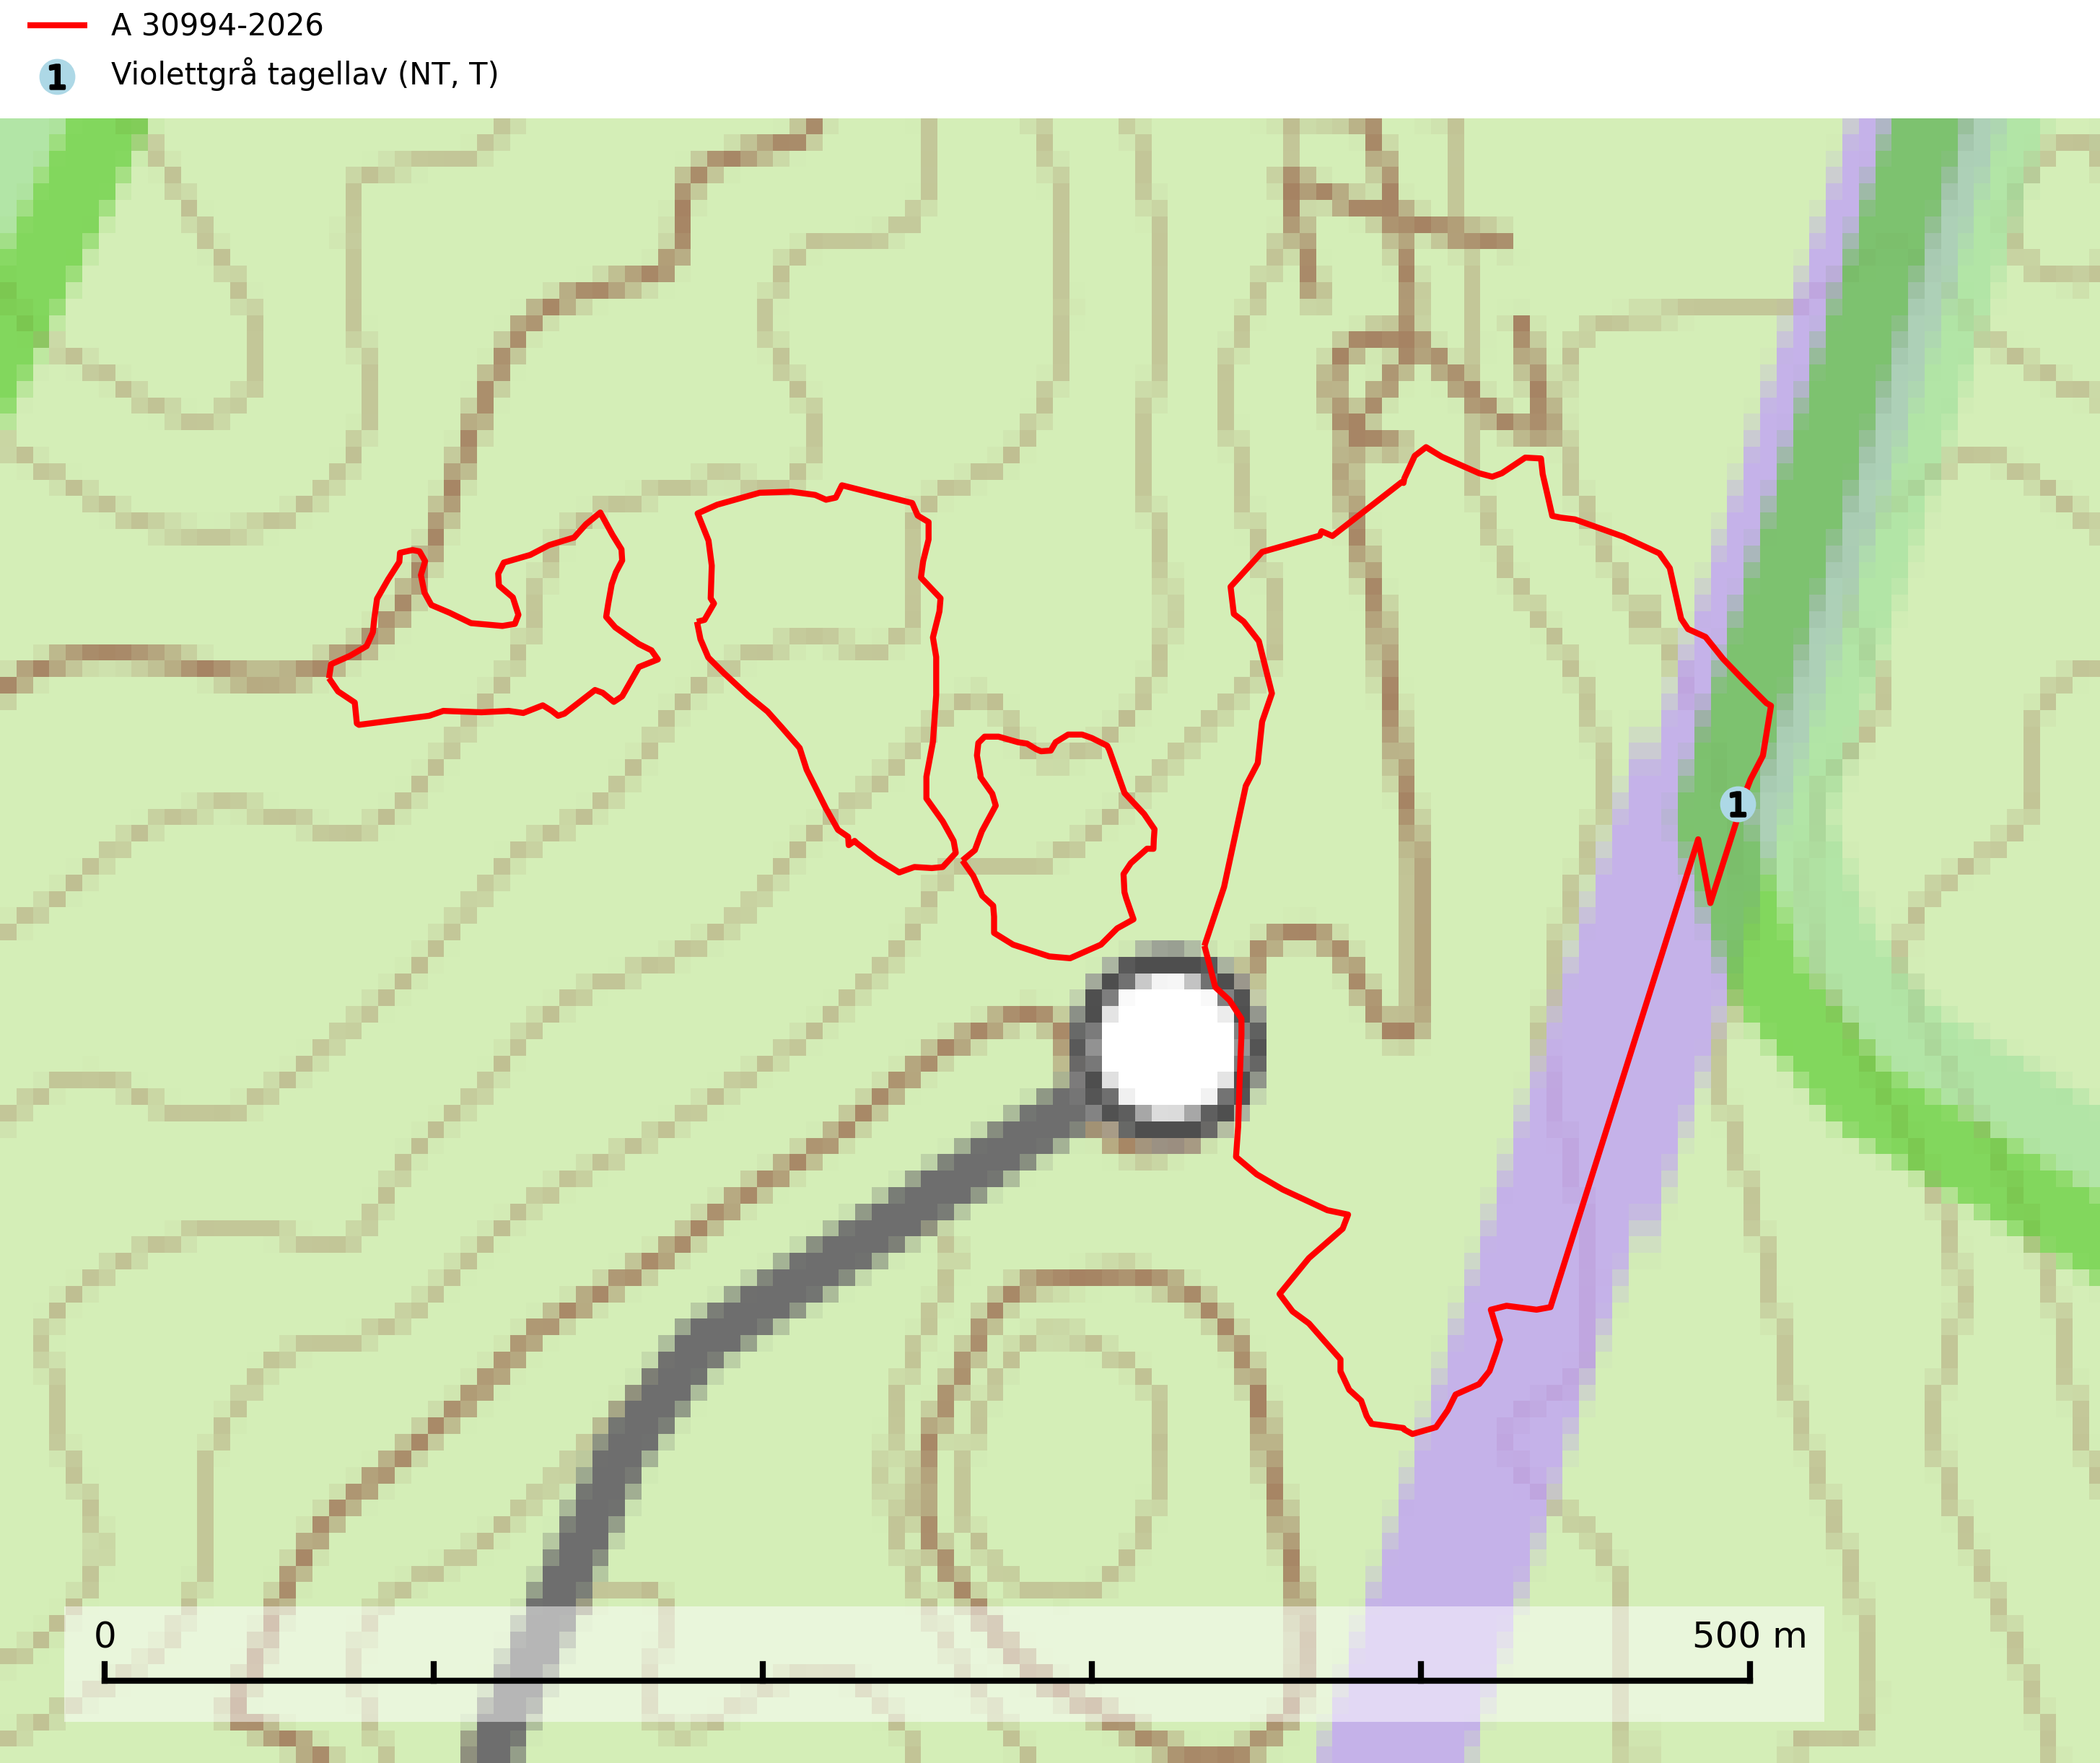 A 30994-2026
1 Violettgrå tagellav (NT, T)
1
0 500 m